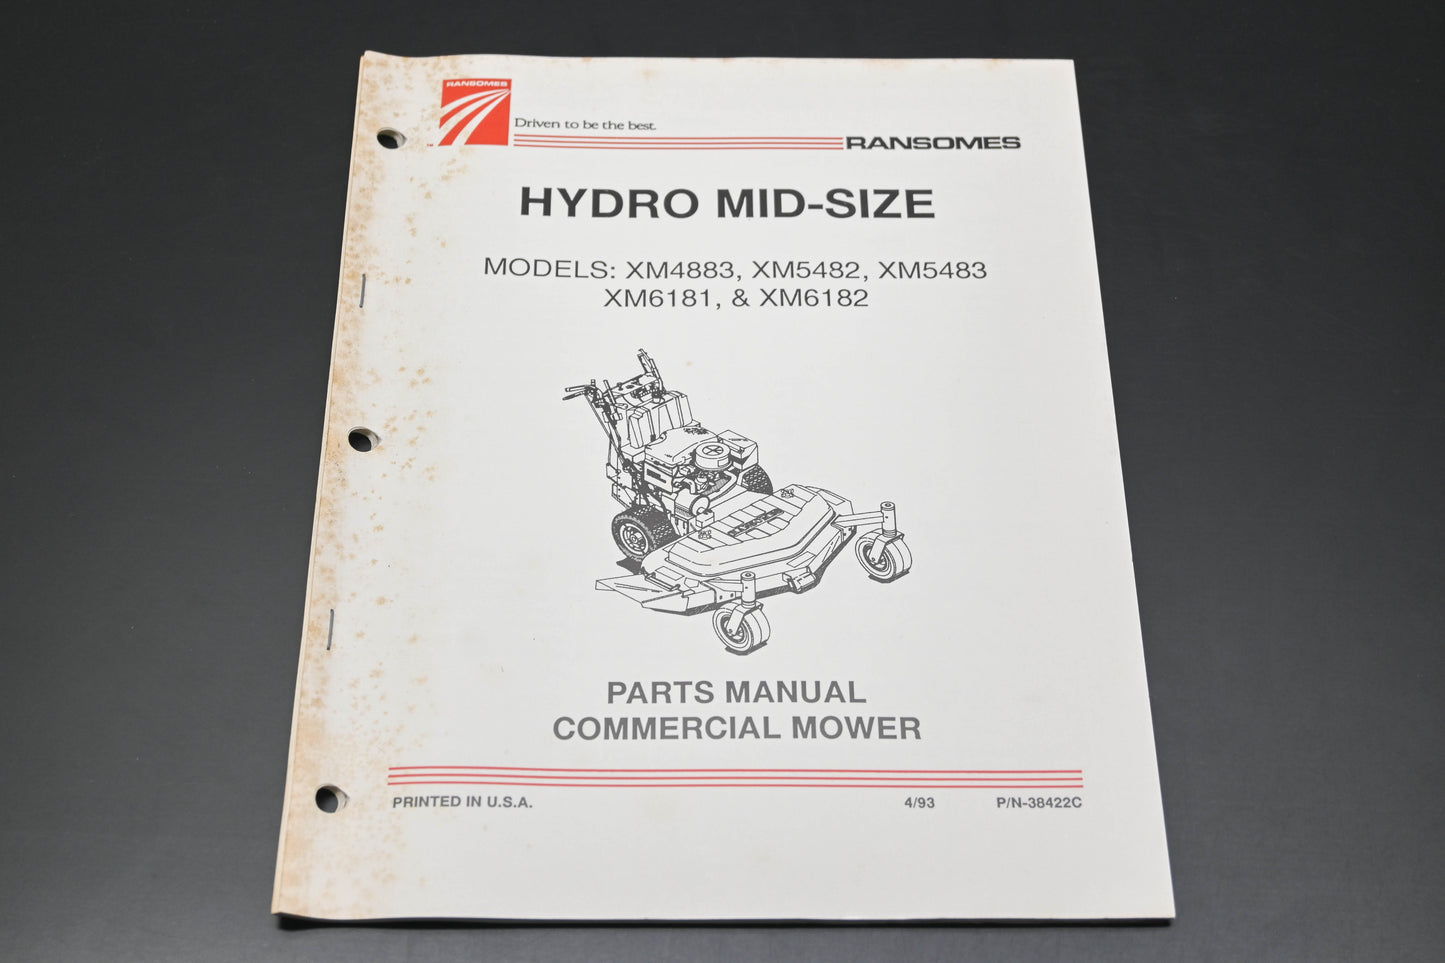 RANSOMES
Driven to be the best.
RANSOMES
HYDRO MID-SIZE
MODELS: XM4883, XM5482, XM5483
XM6181, & XM6182
PARTS MANUAL
COMMERCIAL MOWER
PRINTED IN U.S.A. 4/93 P/N-38422C